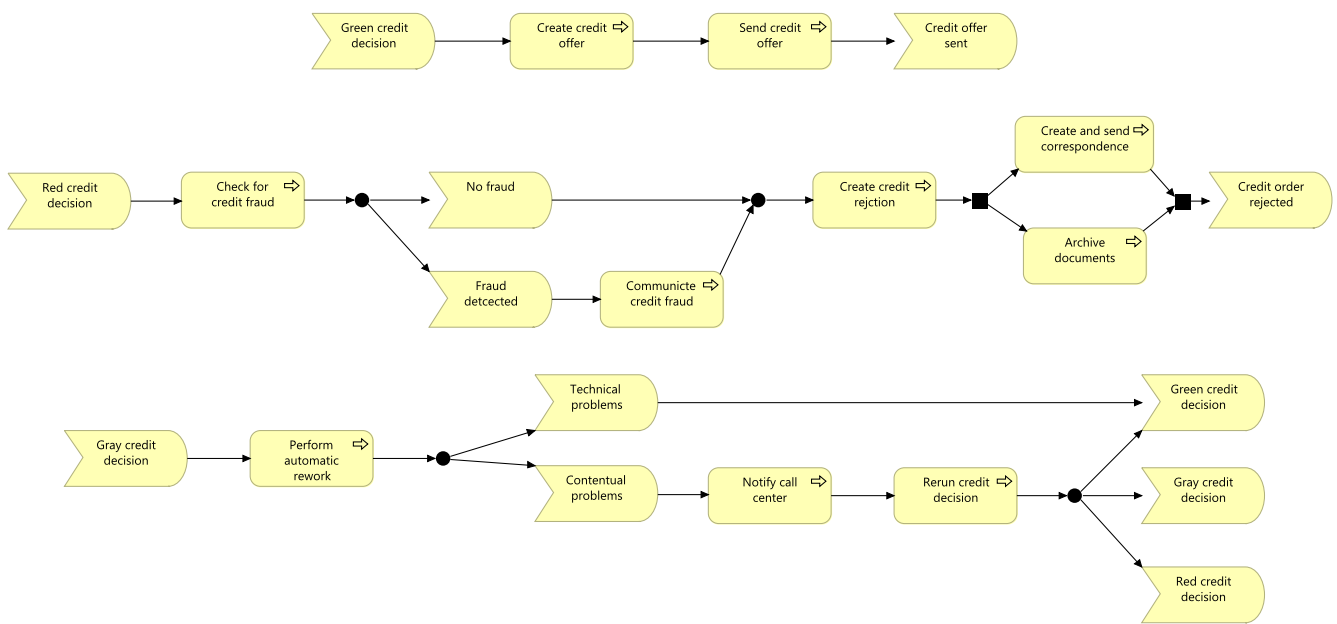 Green credit
decision
Create credit
offer
Send credit
offer
Credit offer
sent
Create and send
correspondence
Red credit
decision
Check for
credit fraud
No fraud
Create credit
rejction
Credit order
rejected
Archive
documents
Fraud
detcected
Communicte
credit fraud
Technical
problems
Green credit
decision
Gray credit
decision
Perform
automatic
rework
Contentual
problems
Notify call
center
Rerun credit
decision
Gray credit
decision
Red credit
decision